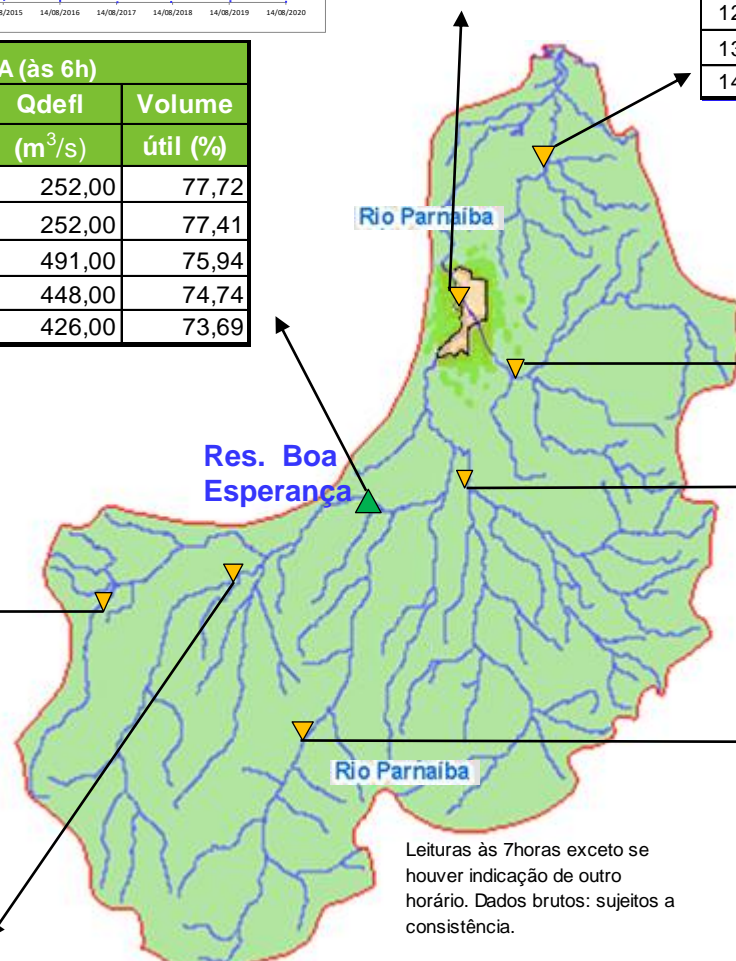 8/2015 14/08/2016 14/08/2017 14/08/2018 14/08/2019 14/08/2020
12
13
14
A (às 6h)
Qdefl Volume
(m³/s) útil (%)
252,00 77,72
252,00 77,41
491,00 75,94
448,00 74,74
426,00 73,69
Rio Parnaíba
Res. Boa
Esperança
Rio Parnaíba
Leituras às 7horas exceto se
houver indicação de outro
horário. Dados brutos: sujeitos a
consistência.